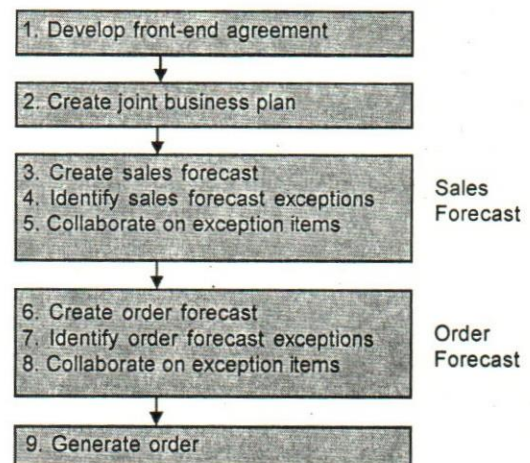 1. Develop front-end agreement
2. Create joint business plan
3. Create sales forecast
4. Identify sales forecast exceptions
5. Collaborate on exception items
Sales
Forecast
6. Create order forecast
7. Identify order forecast exceptions
8. Collaborate on exception items
Order
Forecast
9. Generate order